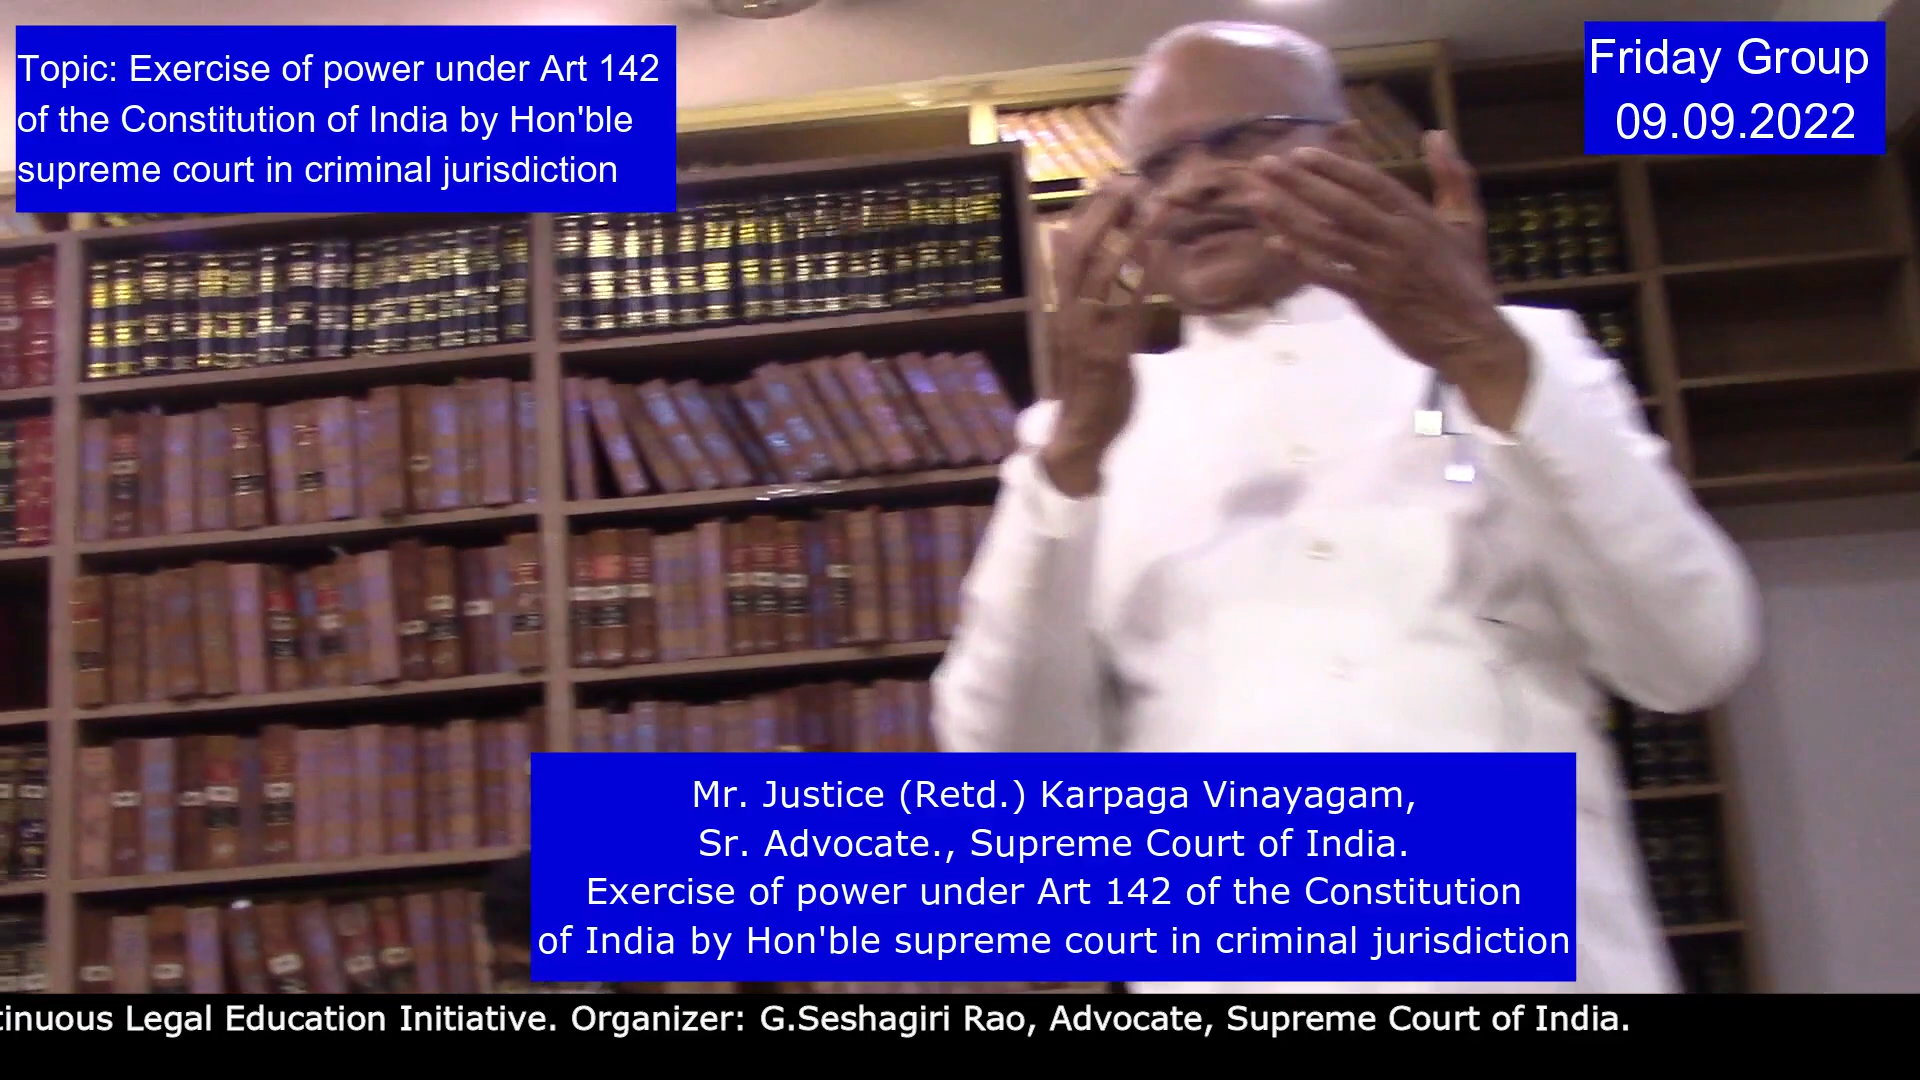 Topic: Exercise of power under Art 142
of the Constitution of India by Hon'ble
supreme court in criminal jurisdiction
Friday Group
09.09.2022
Mr. Justice (Retd.) Karpaga Vinayagam,
Sr. Advocate., Supreme Court of India.
Exercise of power under Art 142 of the Constitution
of India by Hon'ble supreme court in criminal jurisdiction
tinuous Legal Education Initiative. Organizer: G.Seshagiri Rao, Advocate, Supreme Court of India.